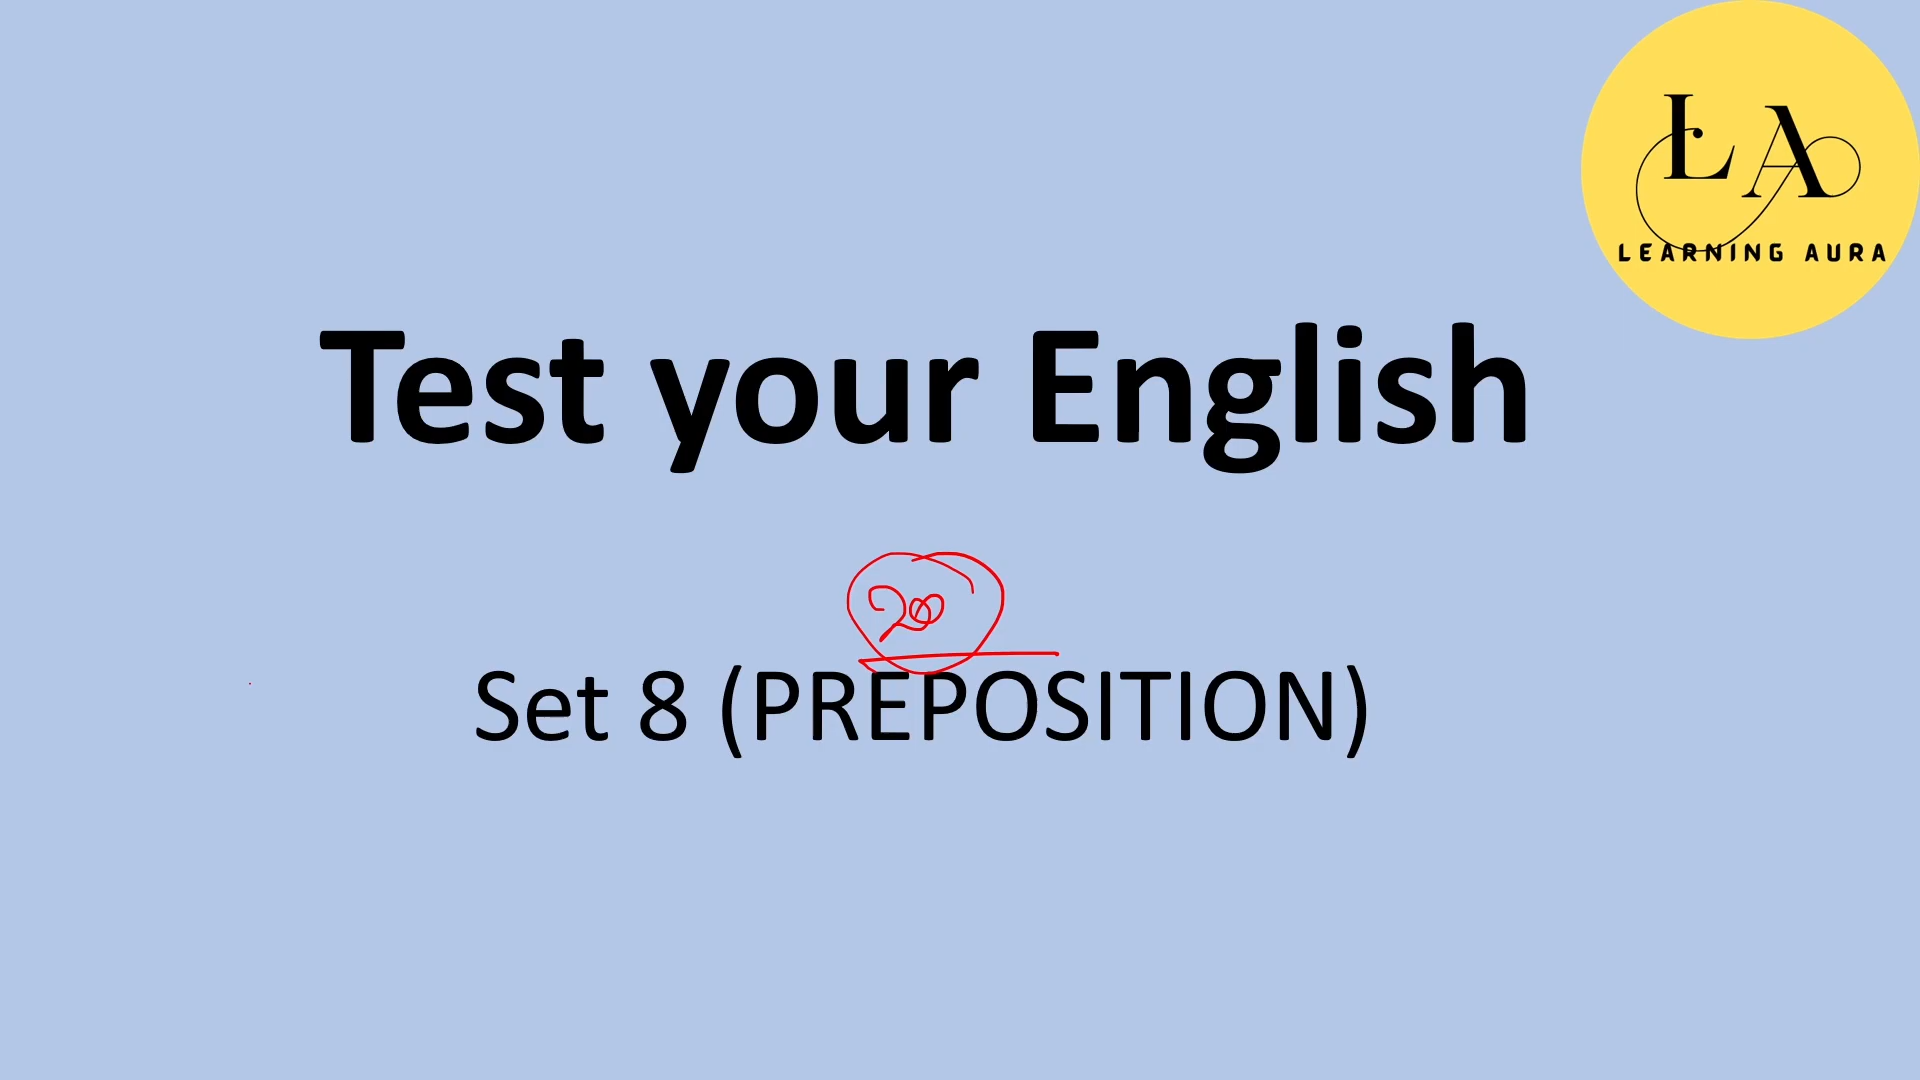 LA
LEARNING AURA
Test your English
20
Set 8 (PREPOSITION)